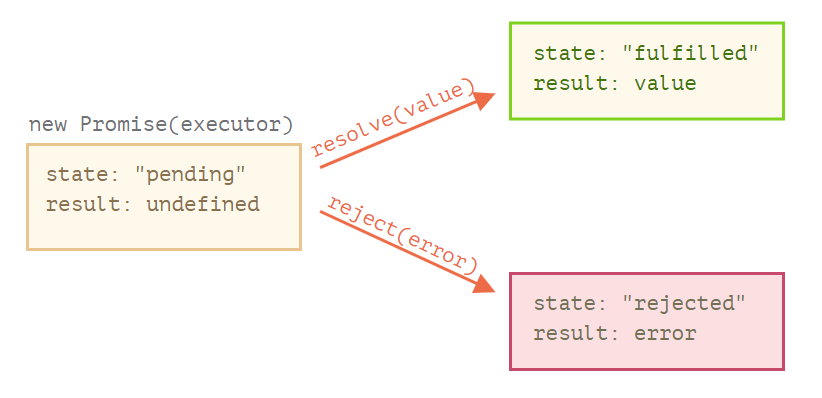 new Promise(executor)
state: "pending"
result: undefined
resolve(value)
reject(error)
state: "fulfilled"
result: value
state: "rejected"
result: error